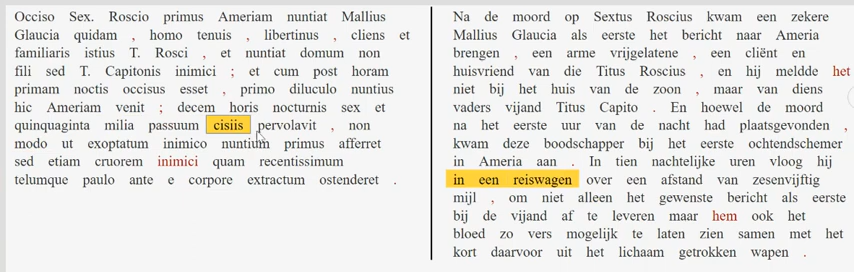 Occiso Sex. Roscio primus Ameriam nuntiat Mallius
Glaucia quidam , homo tenuis , libertinus , cliens et
familiaris istius T. Rosci , et nuntiat domum non
fili sed T. Capitonis inimici ; et cum post horam
primam noctis occisus esset , primo diluculo nuntius
hic Ameriam venit ; decem horis nocturnis sex et
quinquaginta milia passuum cisiis pervolavit , non
modo ut exoptatum inimico nuntium primus afferret
sed etiam cruorem inimici quam recentissimum
telumque paulo ante e corpore extractum ostenderet .
Na de moord op Sextus Roscius kwam een zekere
Mallius Glaucia als eerste het bericht naar Ameria
brengen , een arme vrijgelatene , een cliënt en
huisvriend van die Titus Roscius , en hij meldde het
niet bij het huis van de zoon , maar van diens
vaders vijand Titus Capito . En hoewel de moord
na het eerste uur van de nacht had plaatsgevonden ,
kwam deze boodschapper bij het eerste ochtendschemer
in Ameria aan . In tien nachtelijke uren vloog hij
in een reiswagen over een afstand van zesenvijftig
mijl , om niet alleen het gewenste bericht als eerste
bij de vijand af te leveren maar hem ook het
bloed zo vers mogelijk te laten zien samen met het
kort daarvoor uit het lichaam getrokken wapen .